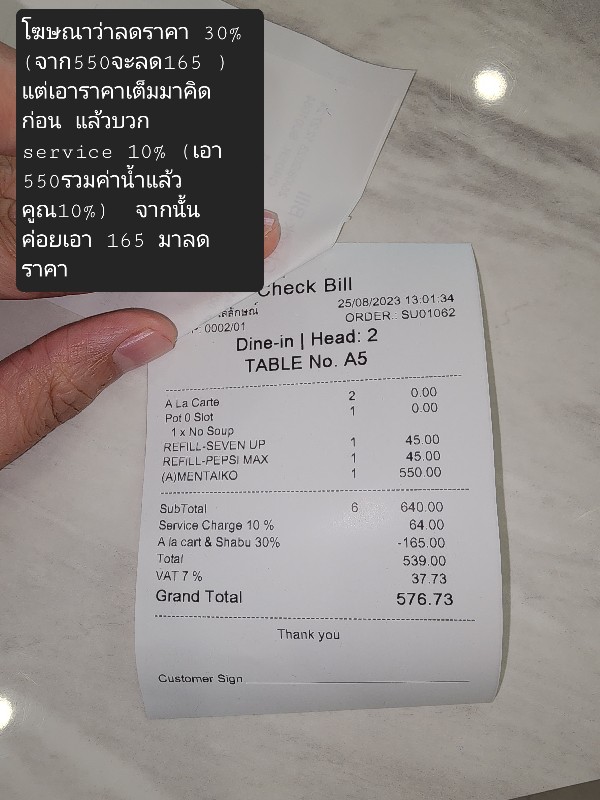 โฆษณาว่าลดราคา 30%
(จาก550จะลด165 )
แต่เอาราคาเต็มมาคิด
ก่อน แล้วบวก
service 10% (เอา
550รวมค่าน้ำแล้ว
คูณ10%) จากนั้น
ค่อยเอา 165 มาลด
ราคา
Check Bill
25/08/2023 13:01:34
0002/01 ORDER.: SU01062
Dine-in | Head: 2
TABLE No. A5
A La Carte 2 0.00
Pot 0 Slot 1 0.00
1 x No Soup
REFILL-SEVEN UP 1 45.00
REFILL-PEPSI MAX 1 45.00
(A)MENTAIKO 1 550.00
SubTotal 6 640.00
Service Charge 10 % 64.00
A la cart & Shabu 30% -165.00
Total 539.00
VAT 7 % 37.73
Grand Total 576.73
Thank you
Customer Sign